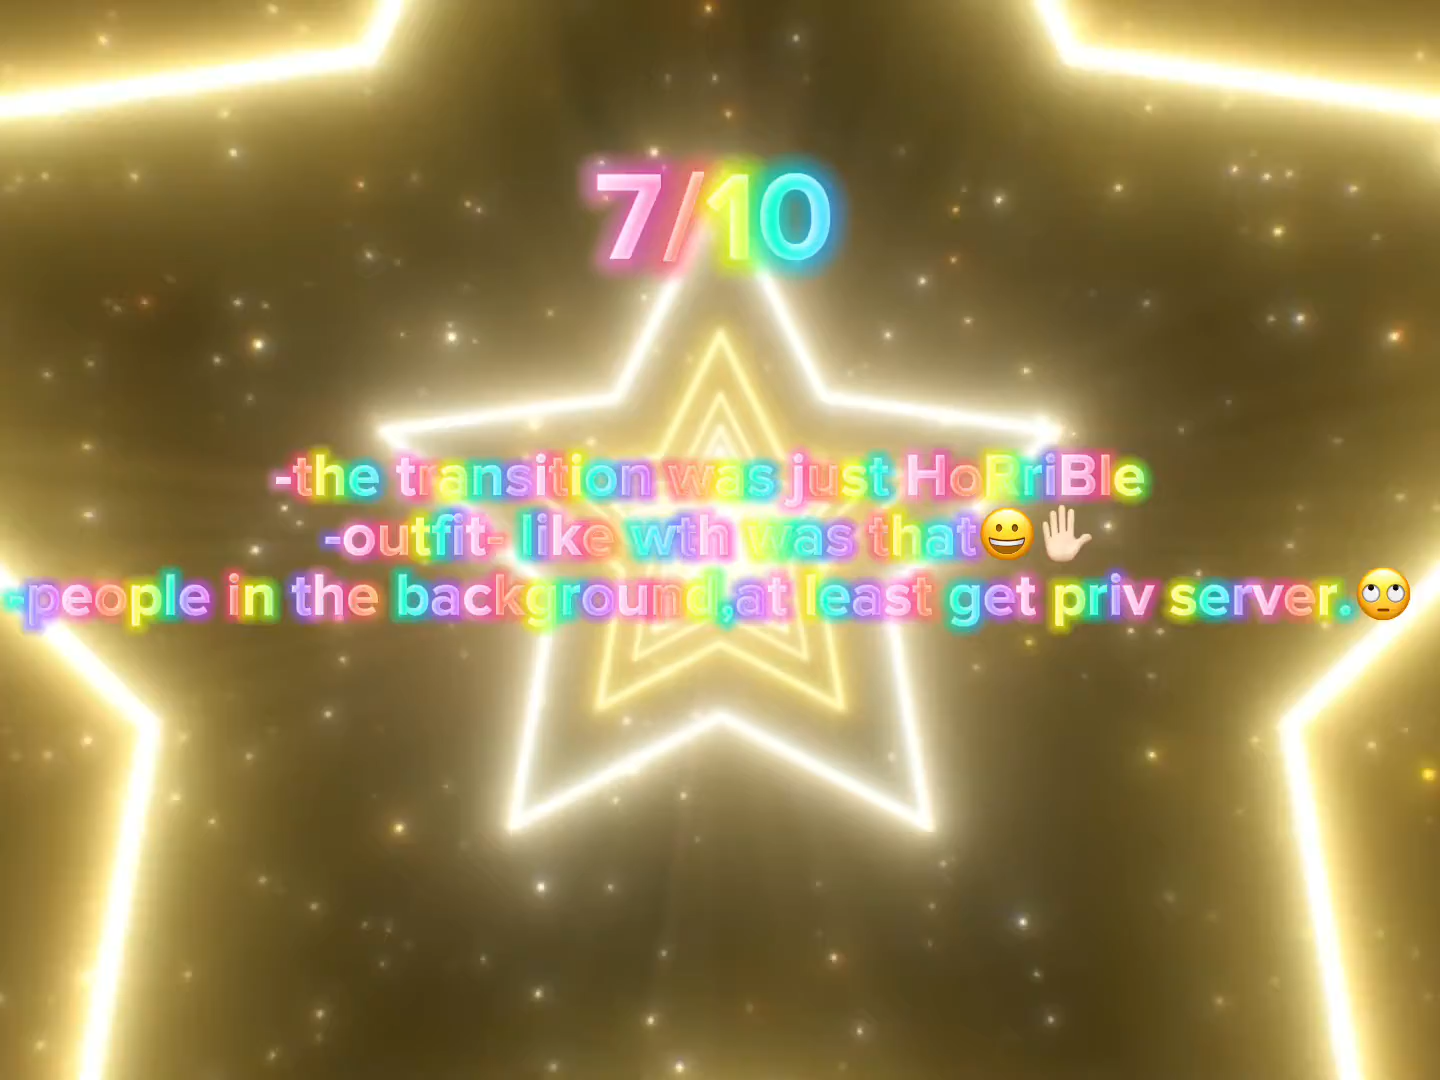 7/10
-the transition was just HoRriBle
-outfit- like wth was that😀✋🏻
-people in the background,at least get priv server.🙄